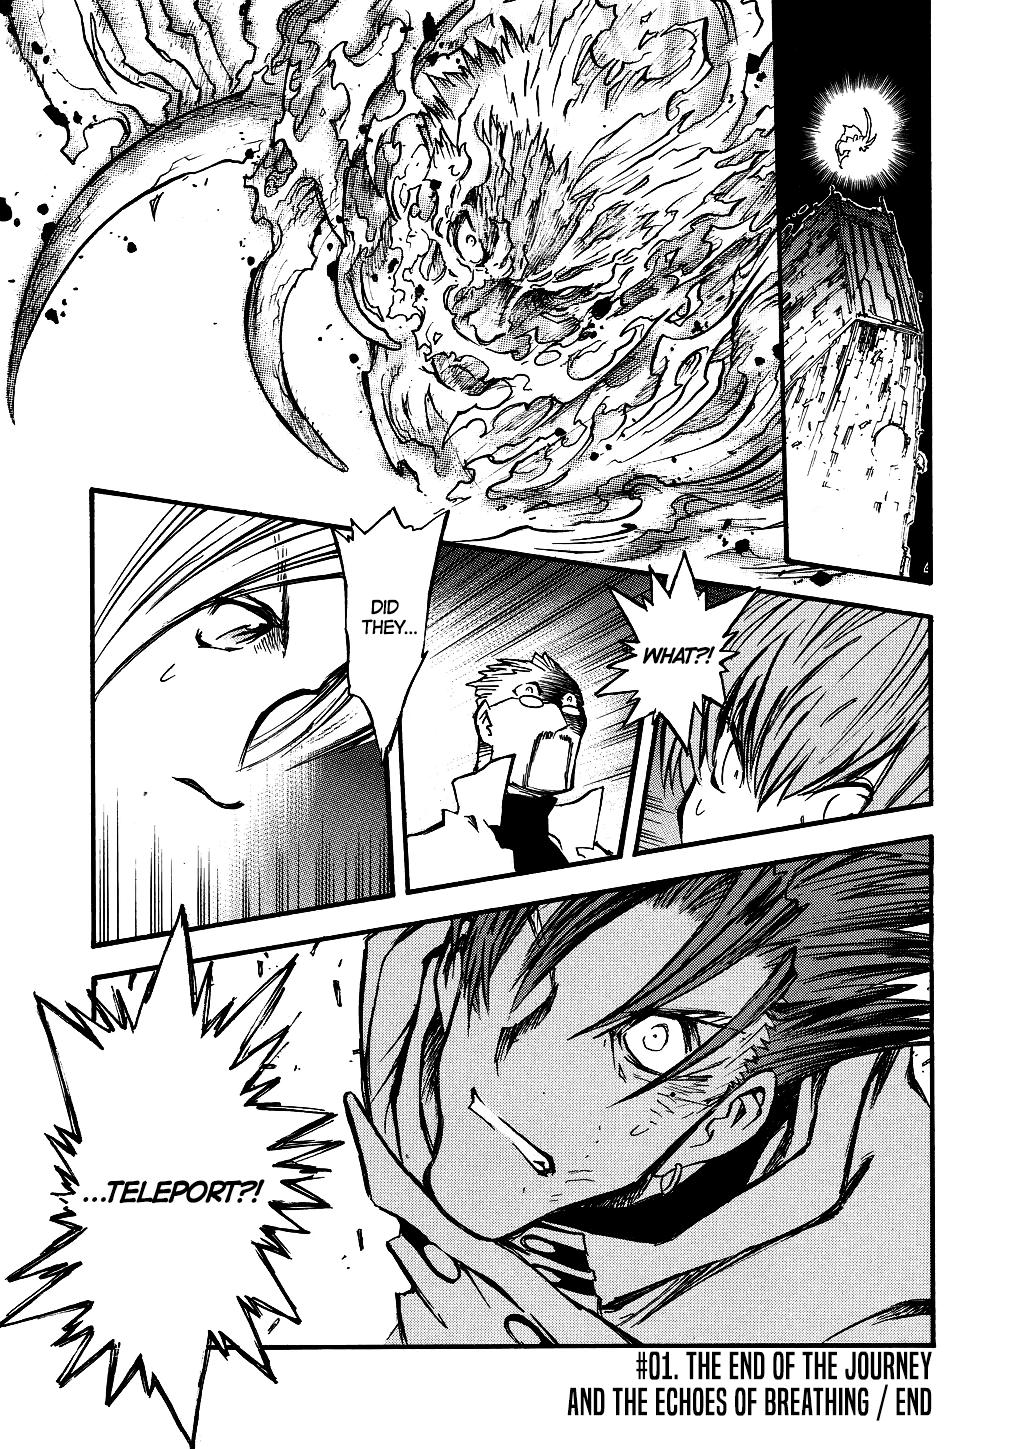 WHAT?!
DID
THEY...
...TELEPORT?!
#01. THE END OF THE JOURNEY
AND THE ECHOES OF BREATHING / END